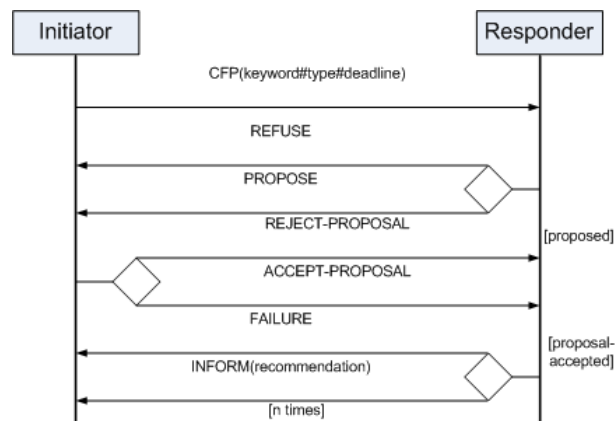 Initiator
Responder
CFP(keyword#type#deadline)
REFUSE
PROPOSE
REJECT-PROPOSAL
[proposed]
ACCEPT-PROPOSAL
FAILURE
[proposal-
accepted]
INFORM(recommendation)
[n times]